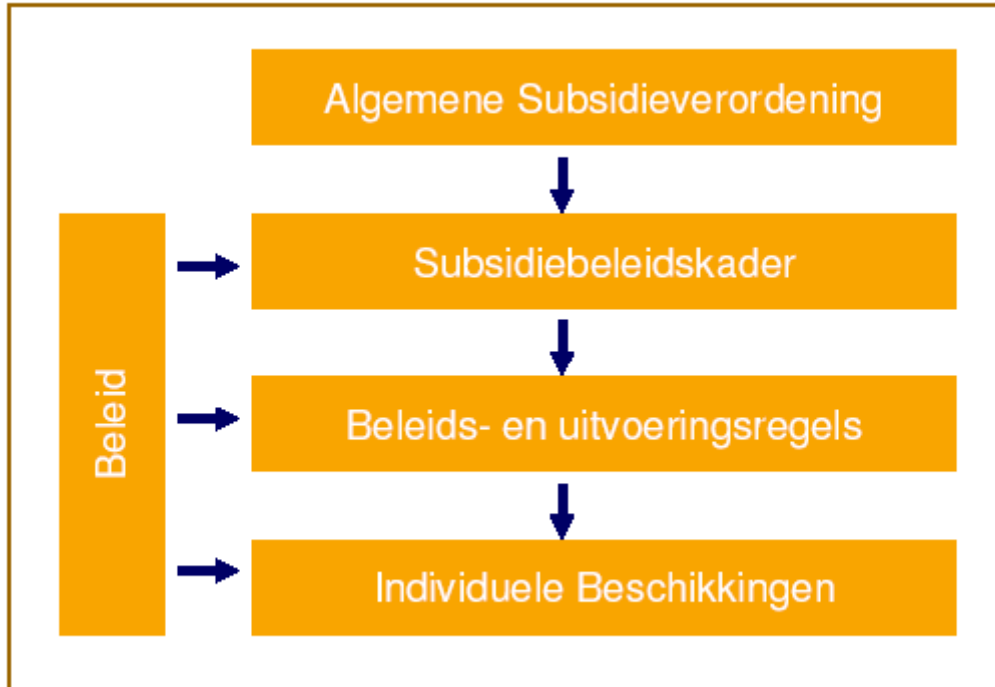 Algemene Subsidieverordening
Subsidiebeleidskader
Beleid
Beleids- en uitvoeringsregels
Individuele Beschikkingen